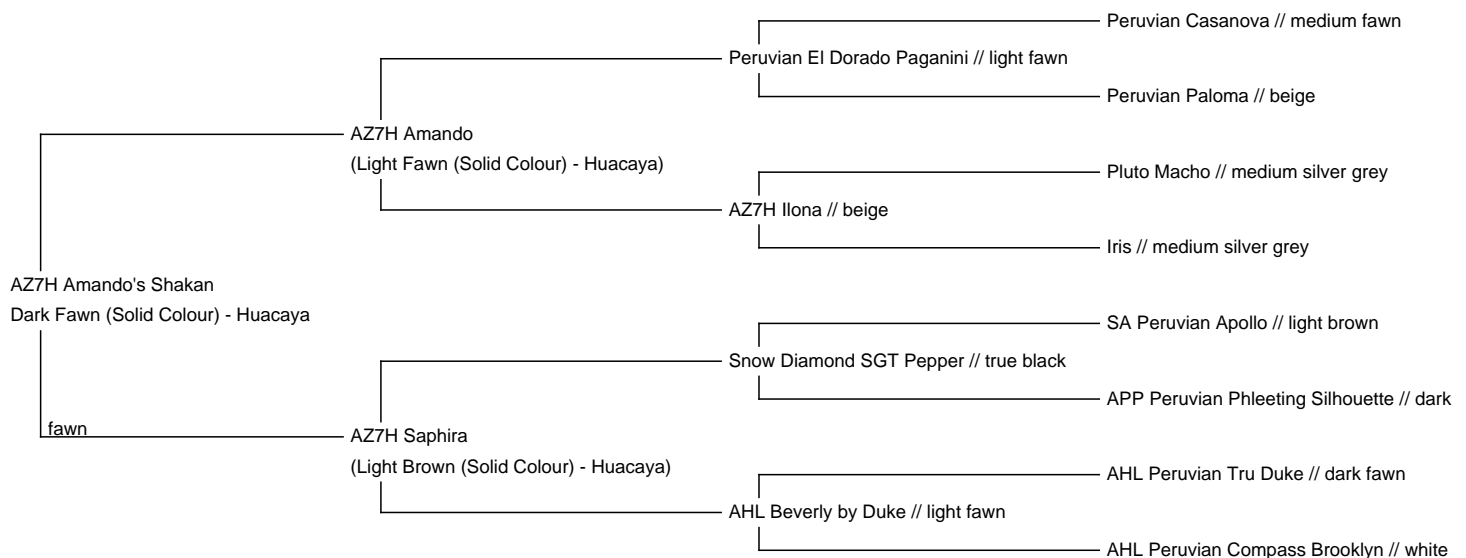 Peruvian Casanova // medium fawn
Peruvian El Dorado Paganini // light fawn
Peruvian Paloma // beige
AZ7H Amando
(Light Fawn (Solid Colour) - Huacaya)
Pluto Macho // medium silver grey
AZ7H Ilona // beige
Iris // medium silver grey
AZ7H Amando's Shakan
Dark Fawn (Solid Colour) - Huacaya
SA Peruvian Apollo // light brown
Snow Diamond SGT Pepper // true black
APP Peruvian Phleeting Silhouette // dark
fawn
AZ7H Saphira
(Light Brown (Solid Colour) - Huacaya)
AHL Peruvian Tru Duke // dark fawn
AHL Beverly by Duke // light fawn
AHL Peruvian Compass Brooklyn // white